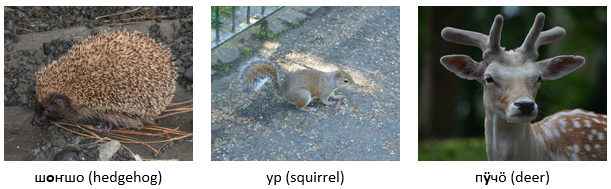 шоҥшо (hedgehog)
ур (squirrel)
пӱчӧ (deer)